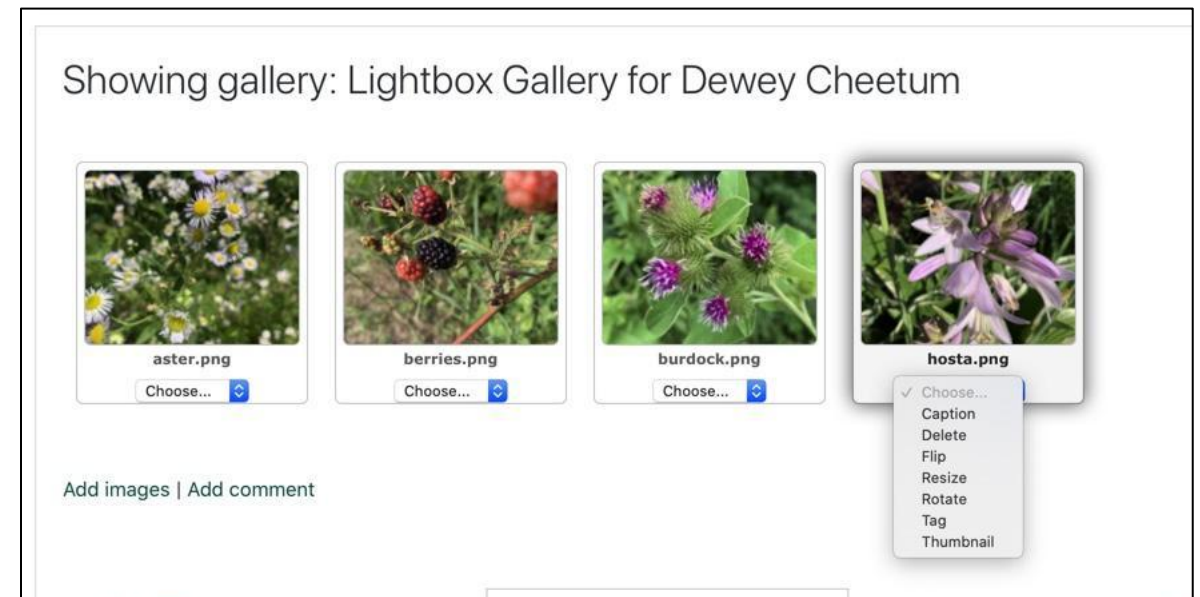 Showing gallery: Lightbox Gallery for Dewey Cheetum
aster.png
berries.png
burdock.png
hosta.png
Choose...
Choose...
Choose...
Choose...
Caption
Delete
Flip
Resize
Rotate
Tag
Thumbnail
Add images | Add comment